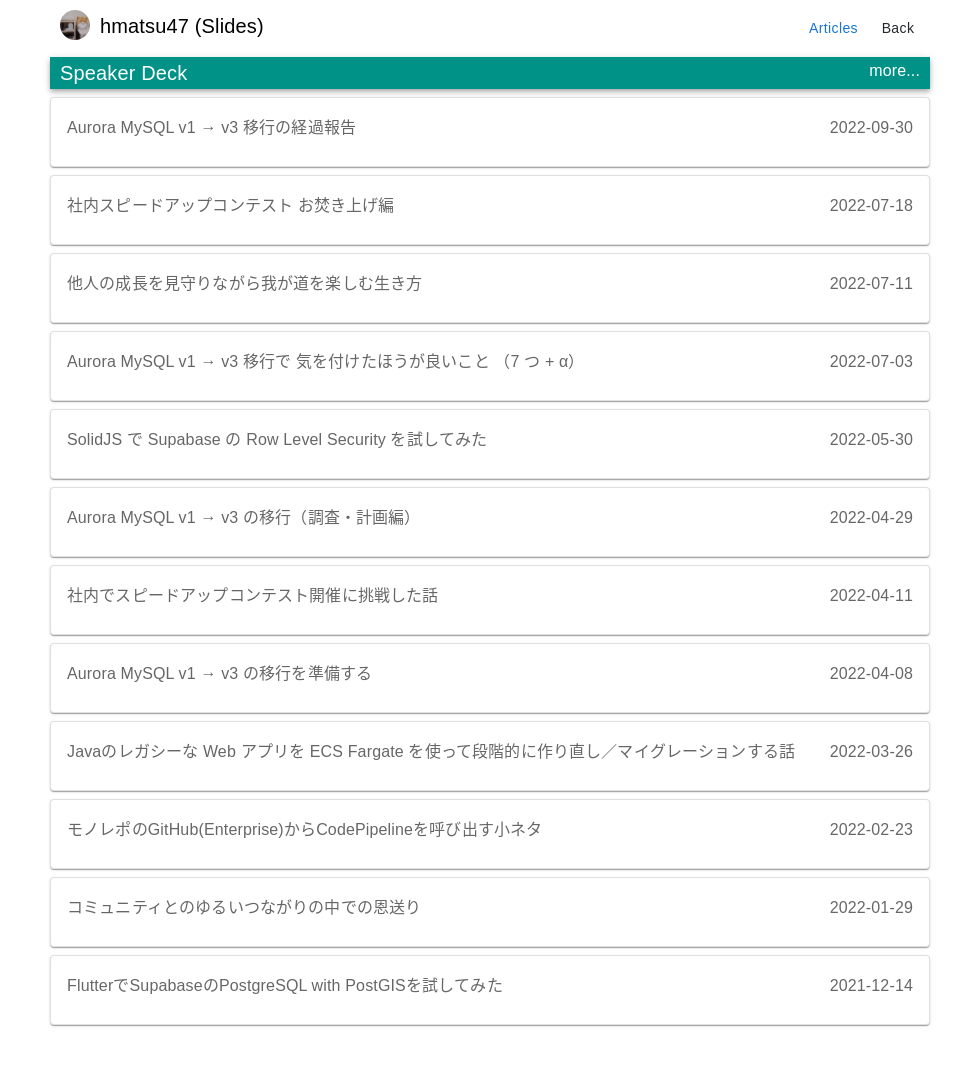 hmatsu47 (Slides)
Articles Back
Speaker Deck more...
Aurora MySQL v1 → v3 移行の経過報告 2022-09-30
社内スピードアップコンテスト お焚き上げ編 2022-07-18
他人の成長を見守りながら我が道を楽しむ生き方 2022-07-11
Aurora MySQL v1 → v3 移行で 気を付けたほうが良いこと （7 つ + α） 2022-07-03
SolidJS で Supabase の Row Level Security を試してみた 2022-05-30
Aurora MySQL v1 → v3 の移行（調査・計画編） 2022-04-29
社内でスピードアップコンテスト開催に挑戦した話 2022-04-11
Aurora MySQL v1 → v3 の移行を準備する 2022-04-08
Javaのレガシーな Web アプリを ECS Fargate を使って段階的に作り直し／マイグレーションする話 2022-03-26
モノレポのGitHub(Enterprise)からCodePipelineを呼び出す小ネタ 2022-02-23
コミュニティとのゆるいつながりの中での恩送り 2022-01-29
FlutterでSupabaseのPostgreSQL with PostGISを試してみた 2021-12-14